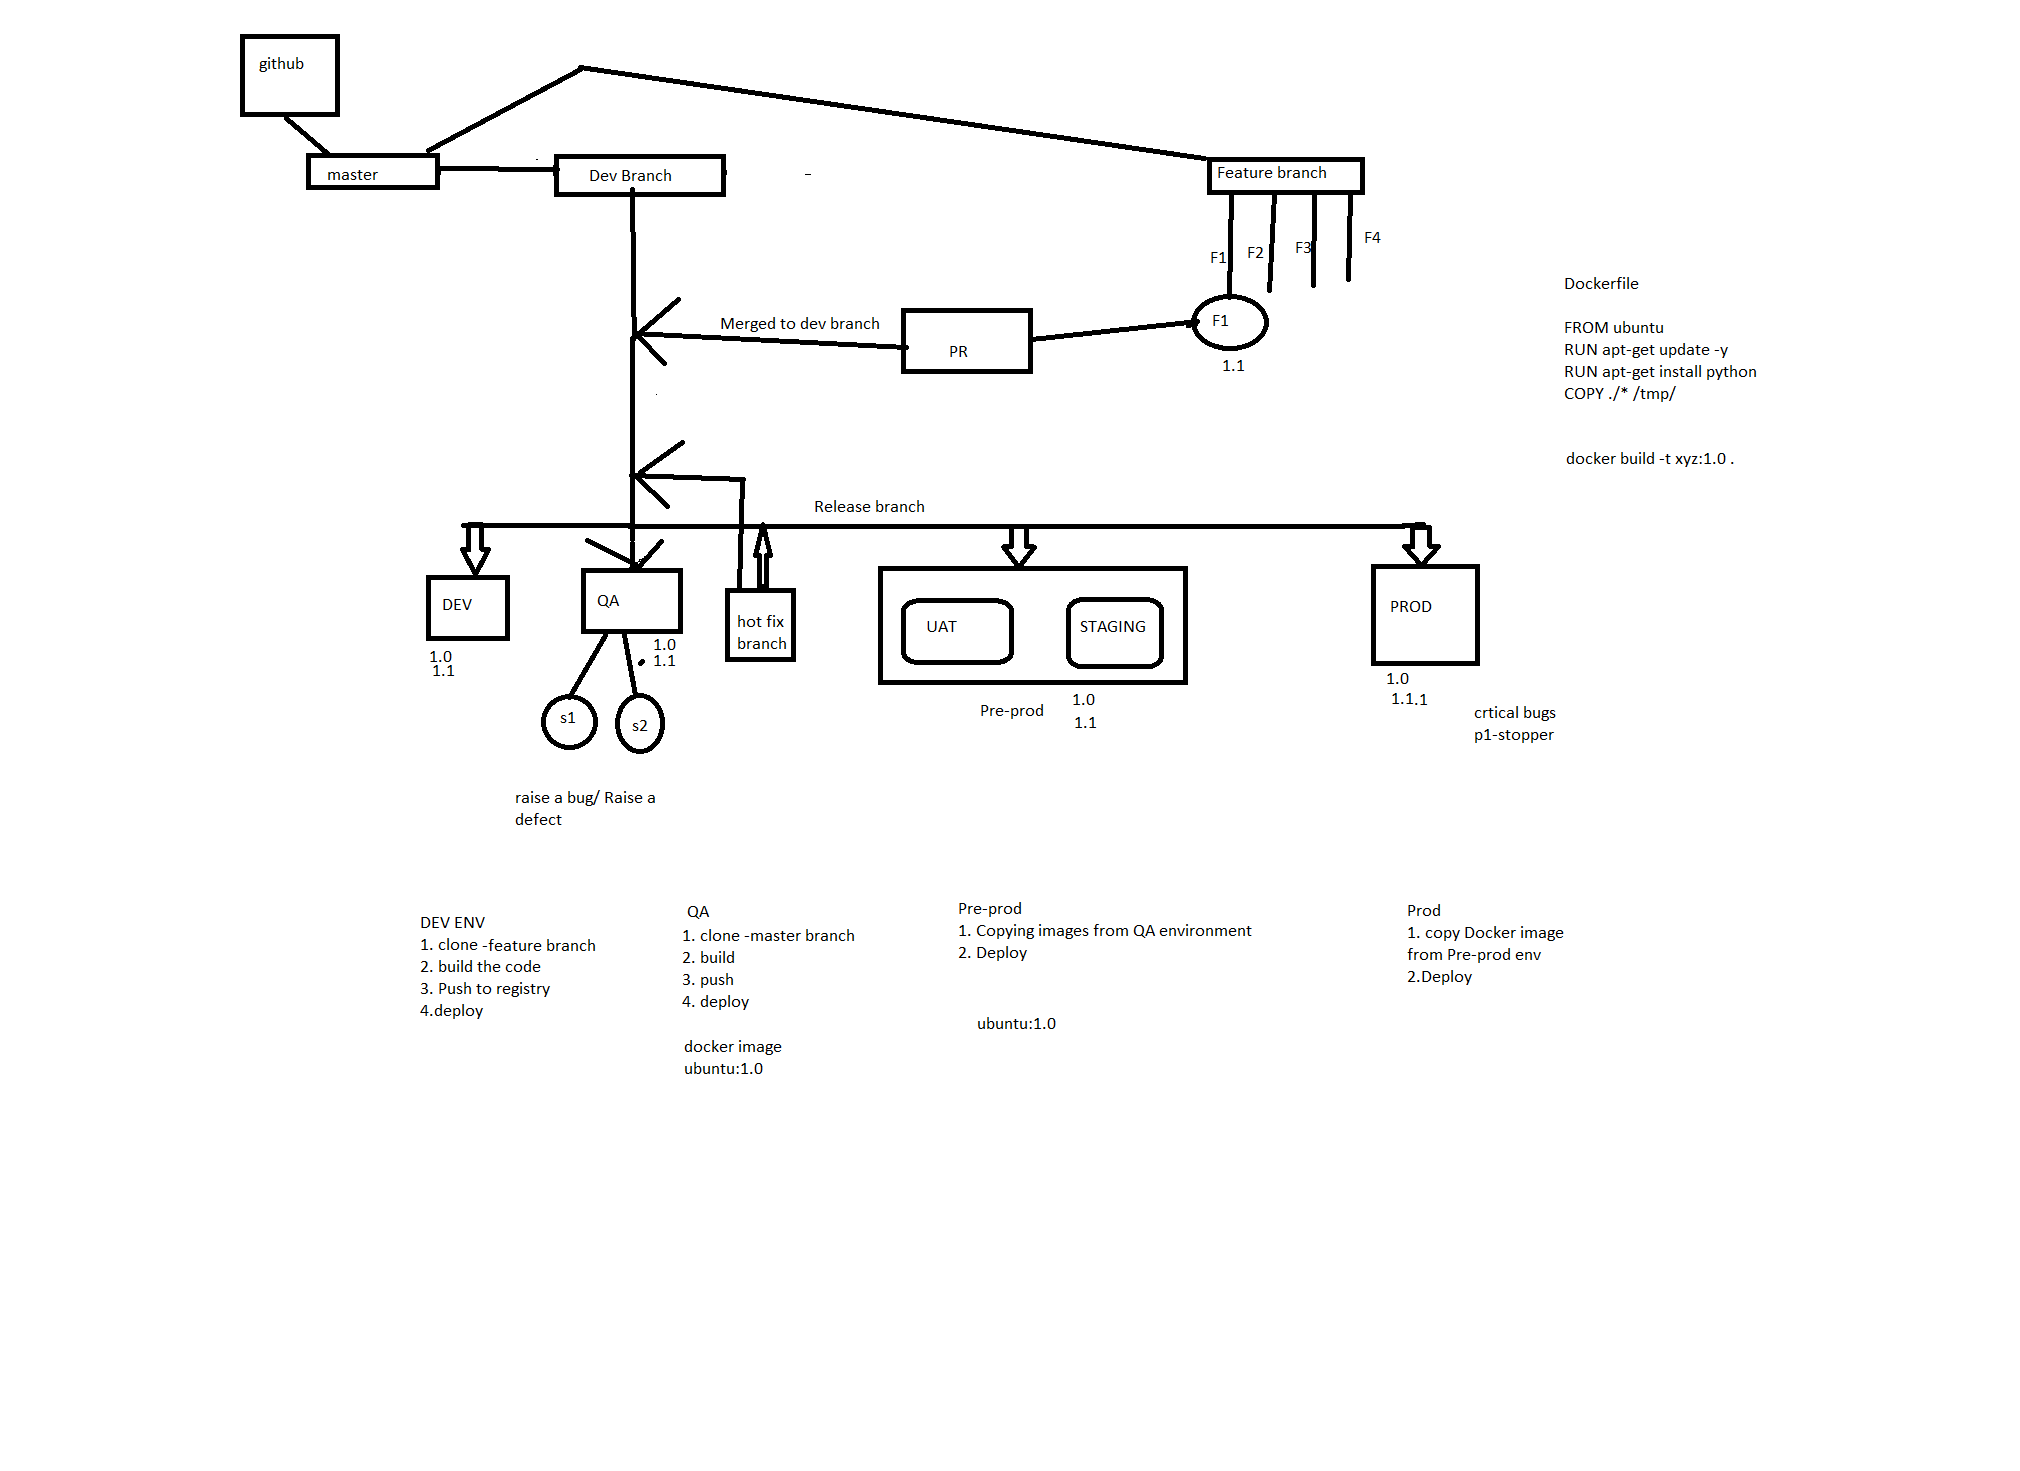 github
master
Dev Branch
Feature branch
F1
F2
F3
F4
F1
1.1
PR
Merged to dev branch
Dockerfile
FROM ubuntu
RUN apt-get update -y
RUN apt-get install python
COPY ./* /tmp/
docker build -t xyz:1.0 .
Release branch
DEV
1.0
1.1
QA
1.0
1.1
s1
s2
raise a bug/ Raise a
defect
hot fix
branch
UAT
STAGING
Pre-prod
1.0
1.1
PROD
1.0
1.1.1
crtical bugs
p1-stopper
DEV ENV
1. clone -feature branch
2. build the code
3. Push to registry
4.deploy
QA
1. clone -master branch
2. build
3. push
4. deploy
docker image
ubuntu:1.0
Pre-prod
1. Copying images from QA environment
2. Deploy
ubuntu:1.0
Prod
1. copy Docker image
from Pre-prod env
2.Deploy